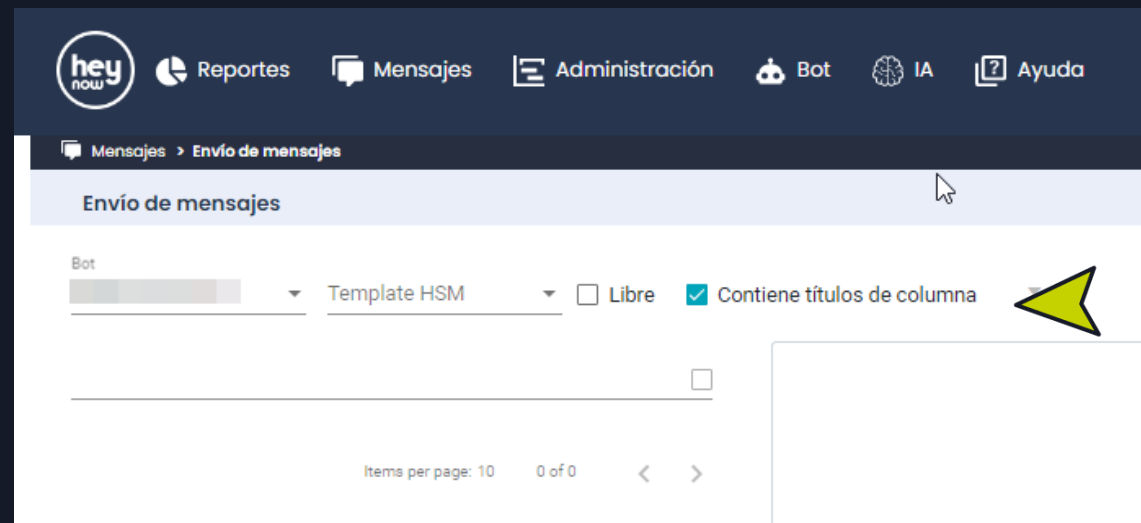 hey now
Reportes Mensajes Administración Bot IA Ayuda
Mensajes > Envío de mensajes
Envío de mensajes
Bot
Template HSM Libre Contiene títulos de columna
Items per page: 10 0 of 0 < >